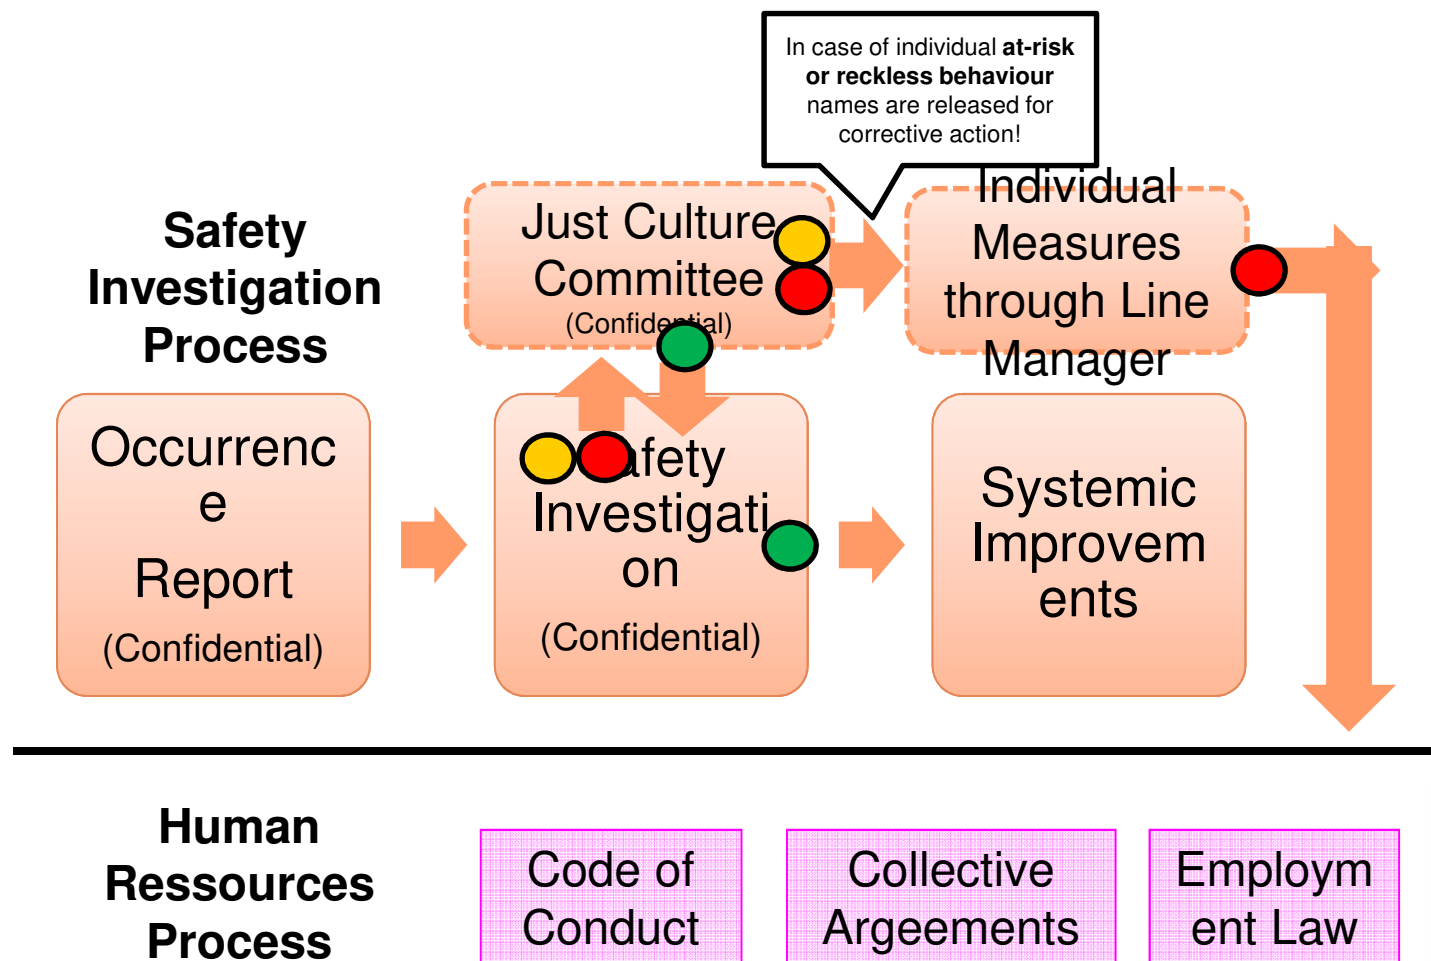 In case of individual at-risk
or reckless behaviour
names are released for
corrective action!
Safety
Investigation
Process
Just Culture
Committee
(Confidential)
Individual
Measures
through Line
Manager
Occurrenc
e
Report
(Confidential)
Safety
Investigati
on
(Confidential)
Systemic
Improvem
ents
Human
Ressources
Process
Code of
Conduct
Collective
Argeements
Employm
ent Law